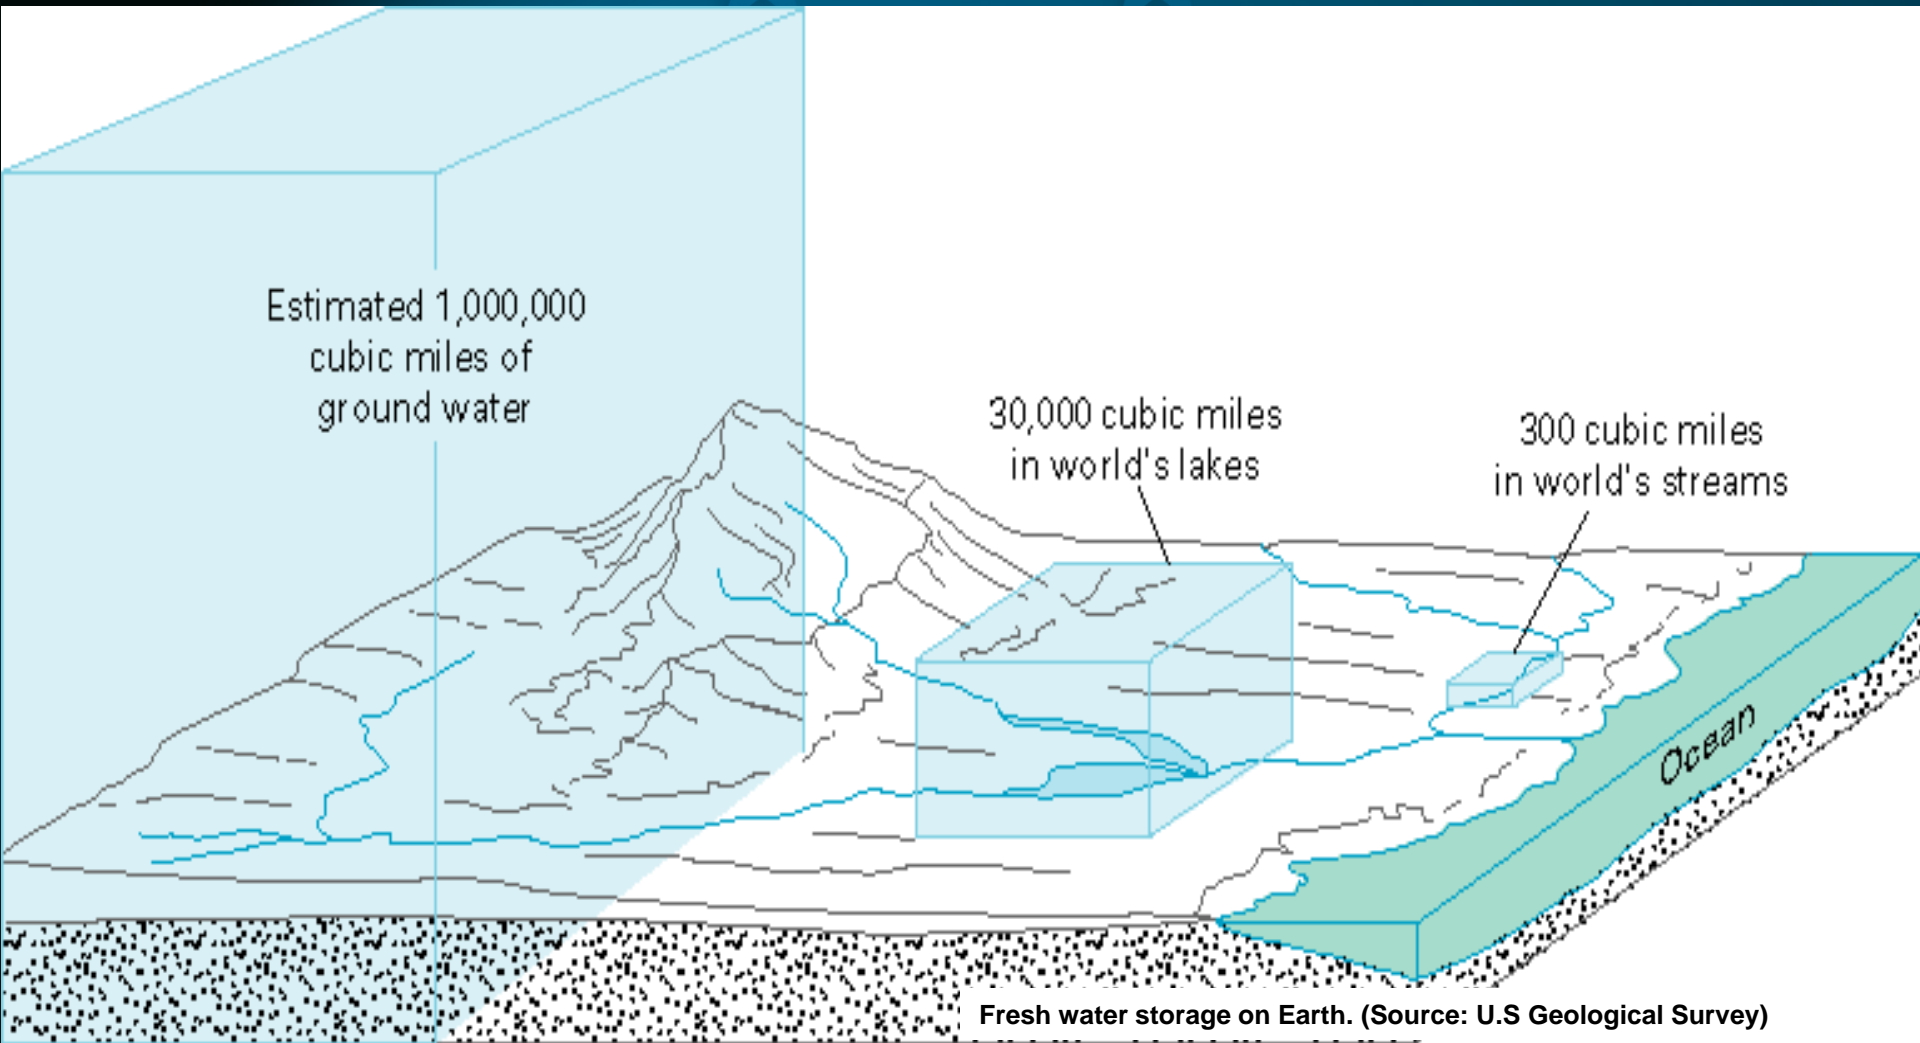 Estimated 1,000,000
cubic miles of
ground water
30,000 cubic miles
in world's lakes
300 cubic miles
in world's streams
Ocean
Fresh water storage on Earth. (Source: U.S Geological Survey)